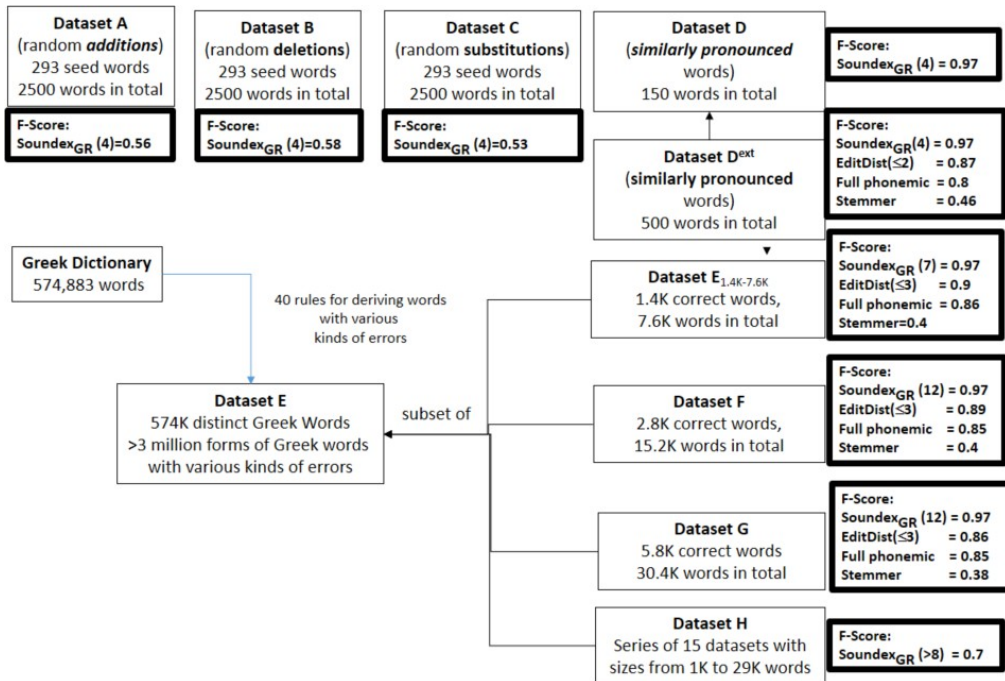 Dataset A
(random additions)
293 seed words
2500 words in total
F-Score:
SoundexGR (4)=0.56
Dataset B
(random deletions)
293 seed words
2500 words in total
F-Score:
SoundexGR (4)=0.58
Dataset C
(random substitutions)
293 seed words
2500 words in total
F-Score:
SoundexGR (4)=0.53
Dataset D
(similarly pronounced
words)
150 words in total
F-Score:
SoundexGR (4) = 0.97
Dataset Dext
(similarly pronounced
words)
500 words in total
F-Score:
SoundexGR(4) = 0.97
EditDist(≤2) = 0.87
Full phonemic = 0.8
Stemmer = 0.46
Greek Dictionary
574,883 words
40 rules for deriving words
with various
kinds of errors
Dataset E
574K distinct Greek Words
>3 million forms of Greek words
with various kinds of errors
subset of
Dataset E1.4K-7.6K
1.4K correct words,
7.6K words in total
F-Score:
SoundexGR (7) = 0.97
EditDist(≤3) = 0.9
Full phonemic = 0.86
Stemmer=0.4
Dataset F
2.8K correct words,
15.2K words in total
F-Score:
SoundexGR (12) = 0.97
EditDist(≤3) = 0.89
Full phonemic = 0.85
Stemmer = 0.4
Dataset G
5.8K correct words
30.4K words in total
F-Score:
SoundexGR (12) = 0.97
EditDist(≤3) = 0.86
Full phonemic = 0.85
Stemmer = 0.38
Dataset H
Series of 15 datasets with
sizes from 1K to 29K words
F-Score:
SoundexGR (>8) = 0.7